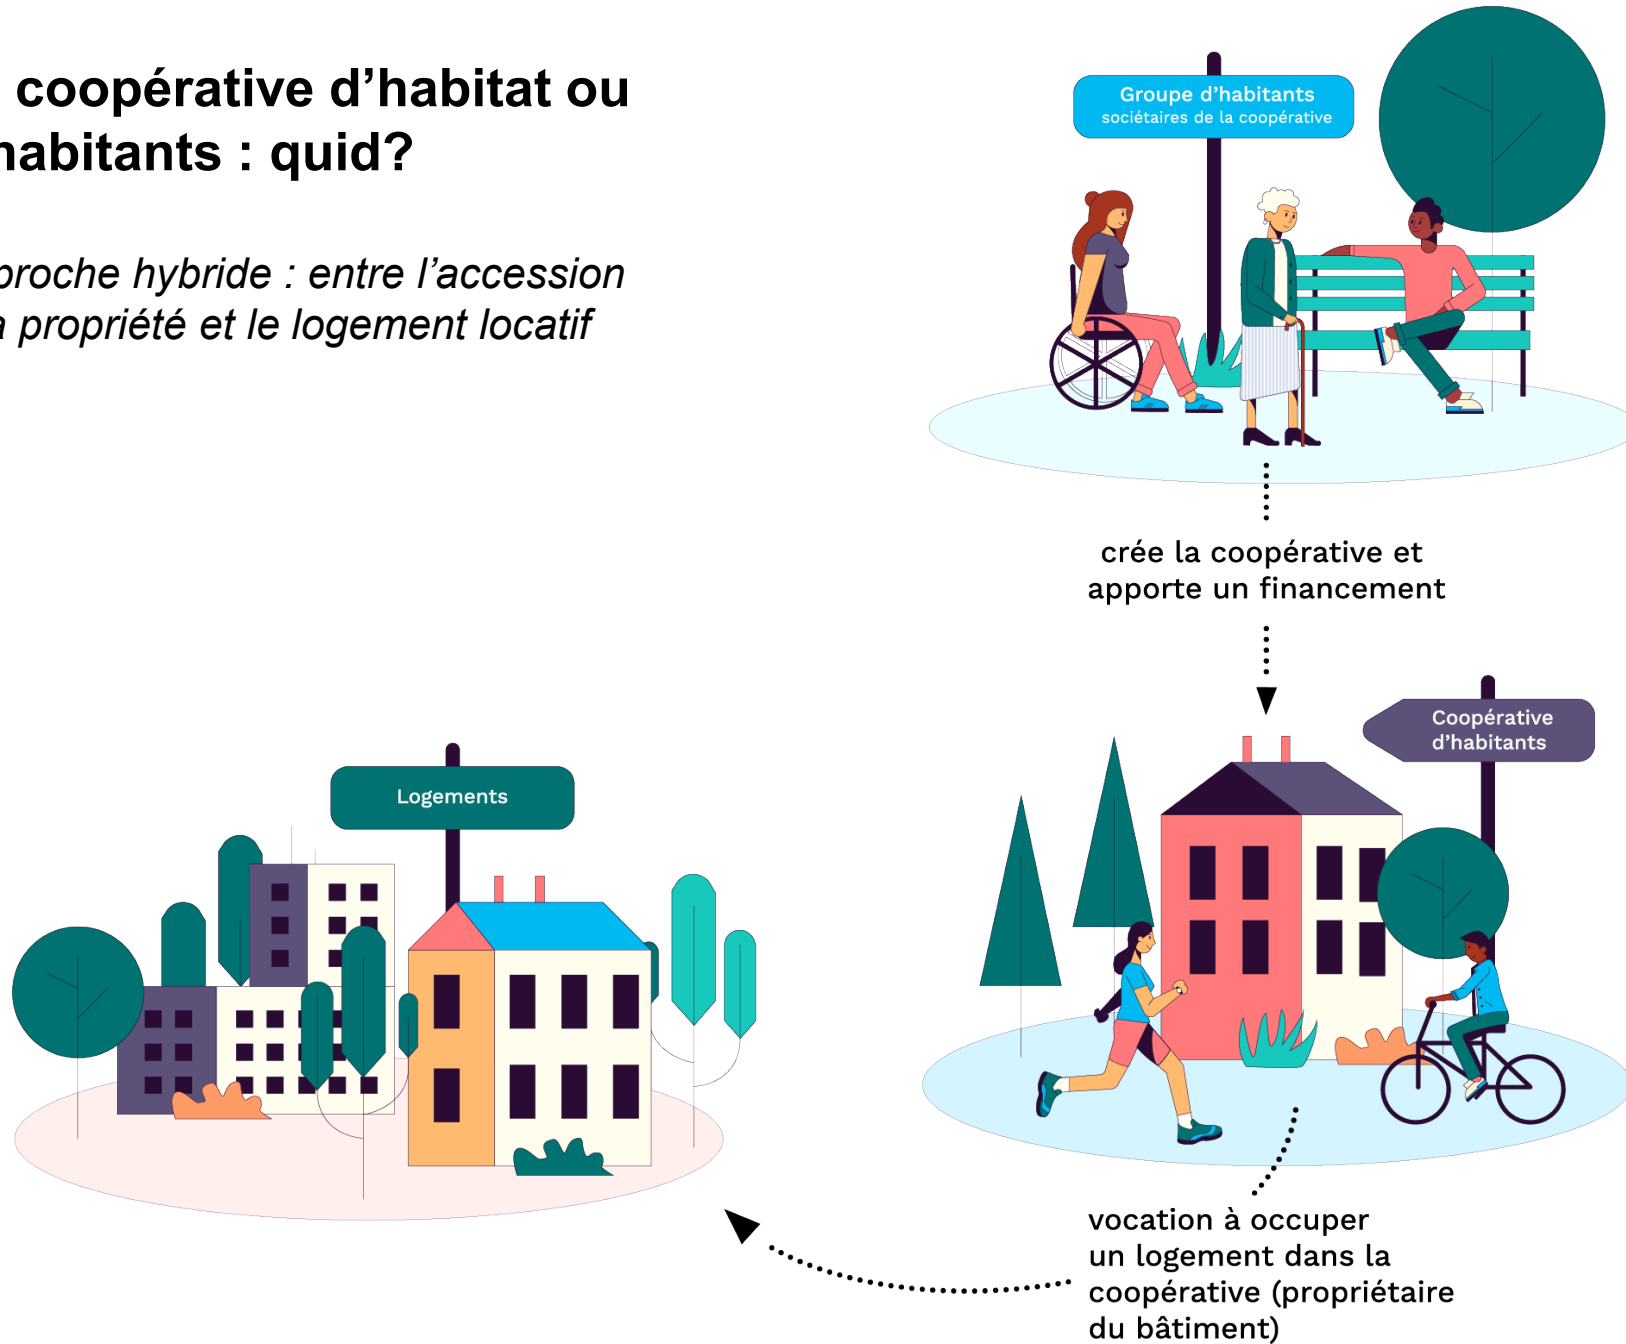 coopérative d’habitat ou
habitants : quid?
proche hybride : entre l’accession
a propriété et le logement locatif
Groupe d’habitants
sociétaires de la coopérative
crée la coopérative et
apporte un financement
Coopérative
d’habitants
Logements
vocation à occuper
un logement dans la
coopérative (propriétaire
du bâtiment)